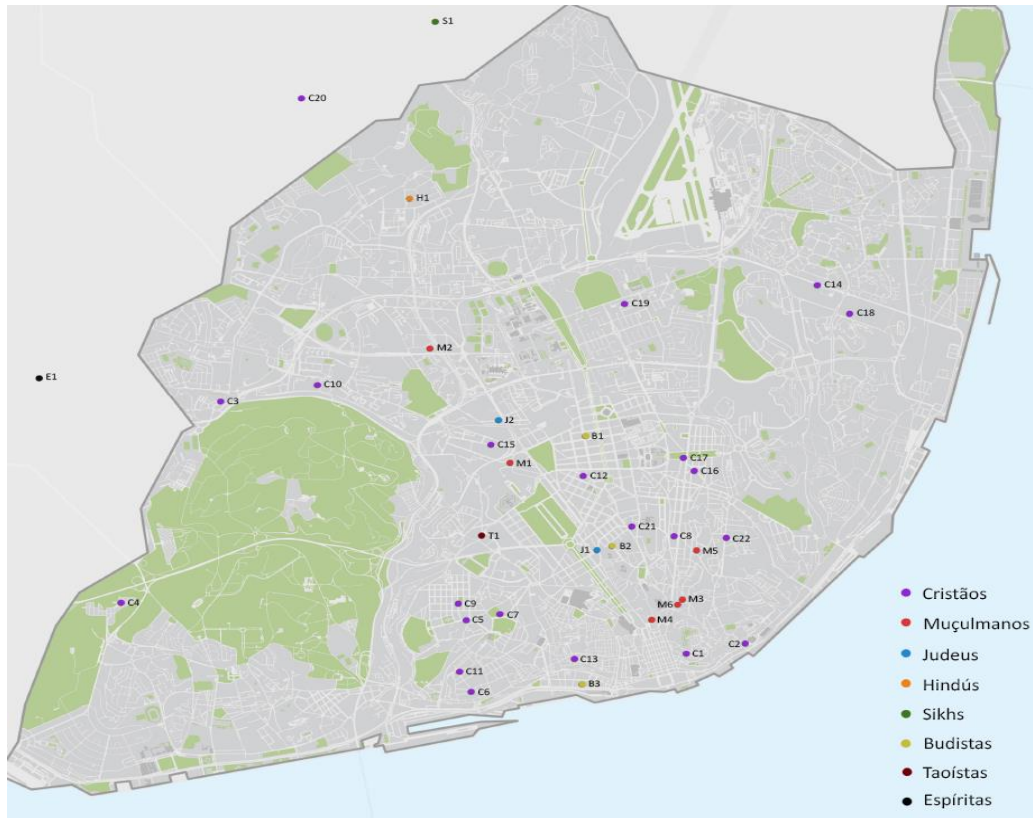 S1
C20
H1
C14
C19
C18
M2
E1
C10
C3
J2
B1
C15
C17
M1
C16
C12
C21
T1
C8
C22
B2
J1
M5
C4
C9
M3
M6
C7
C5
M4
C2
C1
C13
C11
B3
C6
Cristãos
Muçulmanos
Judeus
Hindús
Sikhs
Budistas
Taoístas
Espíritas